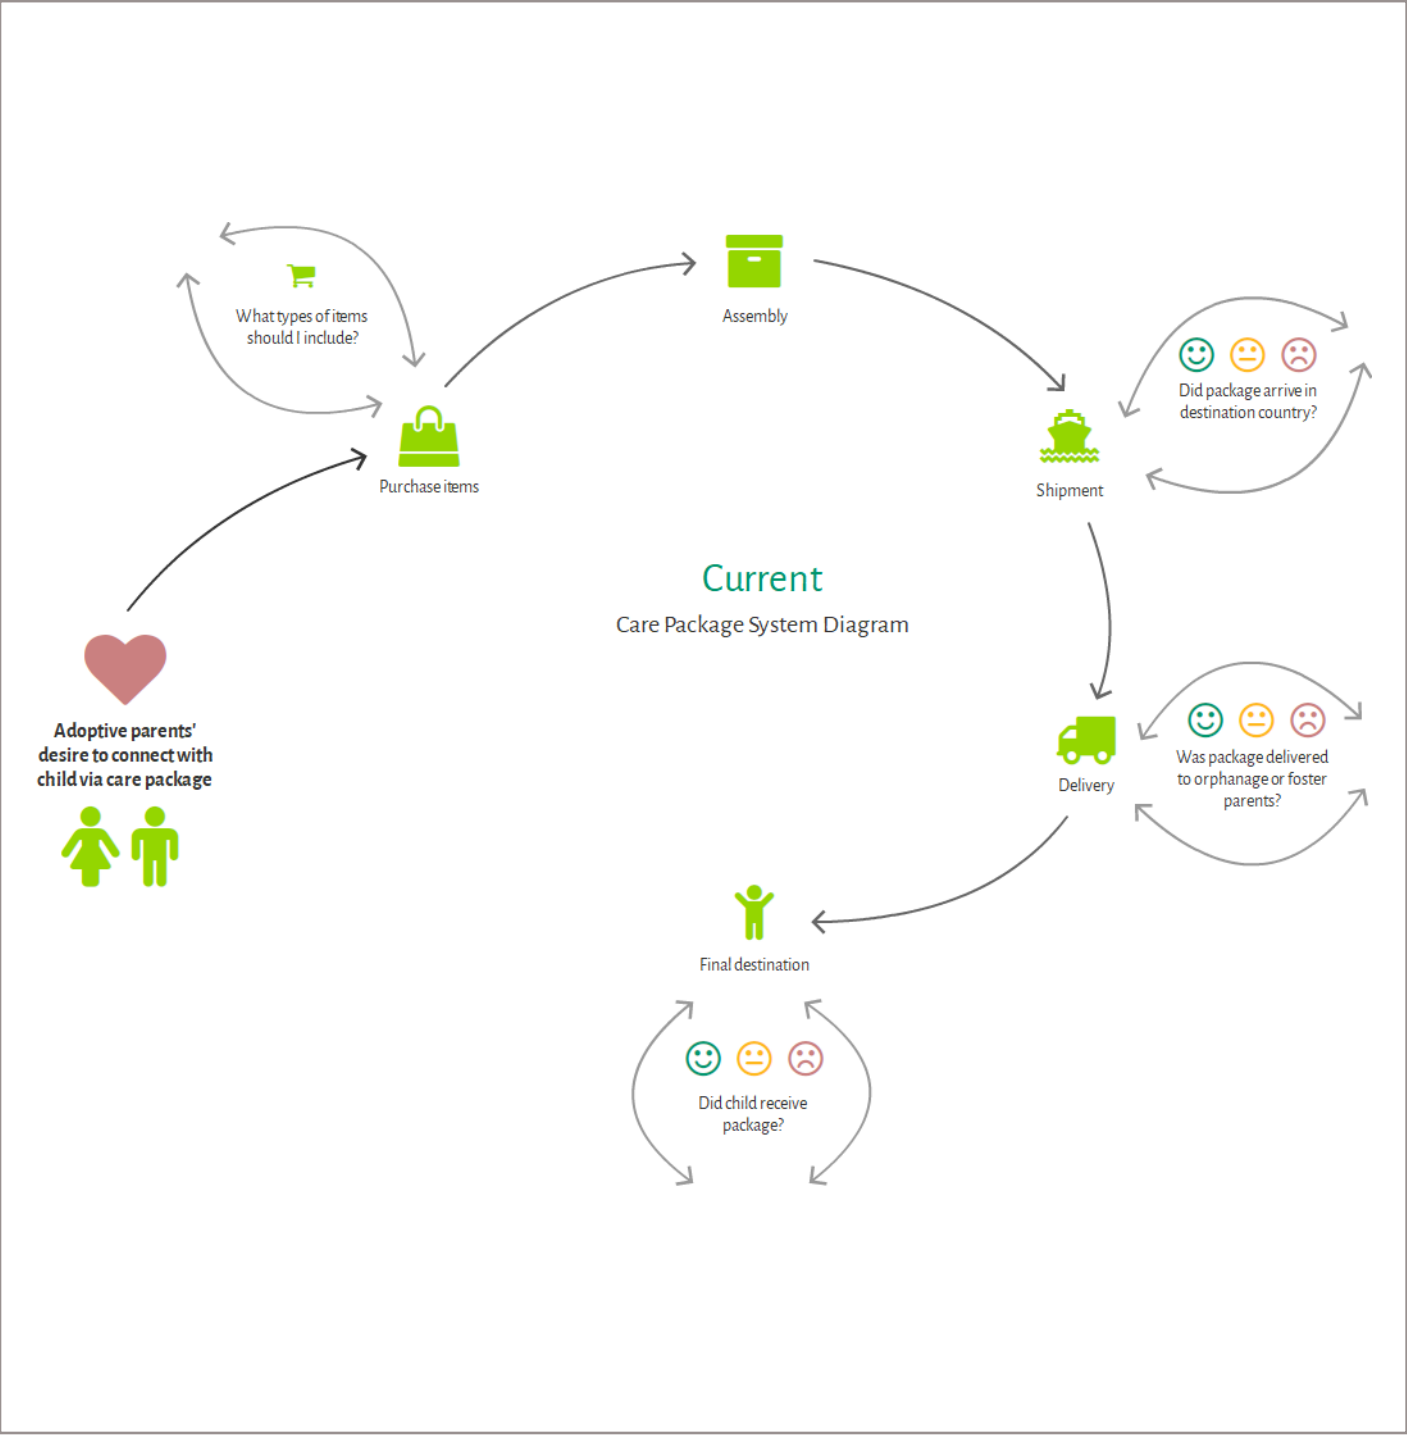 What types of items
should I include?
Purchase items
Assembly
Did package arrive in
destination country?
Shipment
Current
Care Package System Diagram
Adoptive parents'
desire to connect with
child via care package
Delivery
Was package delivered
to orphanage or foster
parents?
Final destination
Did child receive
package?